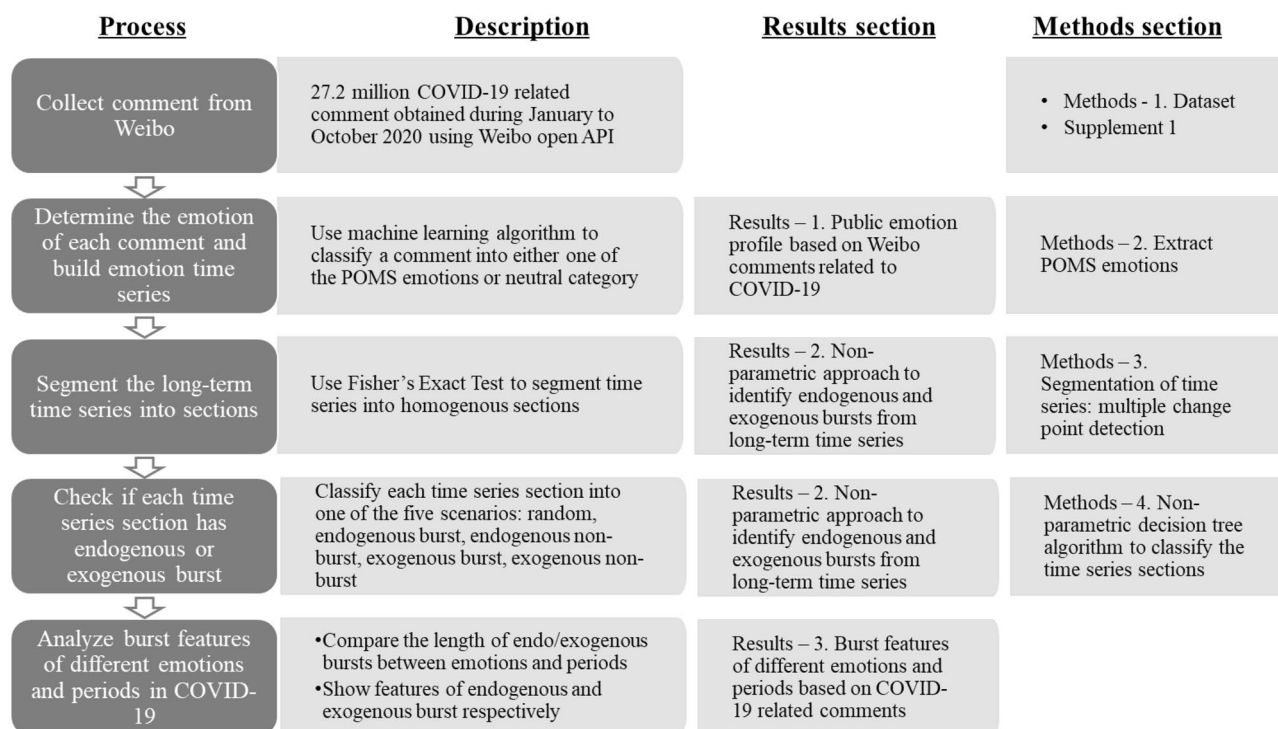 Process
Description
Results section
Methods section
Collect comment from
Weibo
27.2 million COVID-19 related
comment obtained during January to
October 2020 using Weibo open API
• Methods - 1. Dataset
• Supplement 1
Determine the emotion
of each comment and
build emotion time
series
Use machine learning algorithm to
classify a comment into either one of
the POMS emotions or neutral category
Results – 1. Public emotion
profile based on Weibo
comments related to
COVID-19
Methods – 2. Extract
POMS emotions
Segment the long-term
time series into sections
Use Fisher’s Exact Test to segment time
series into homogenous sections
Results – 2. Non-
parametric approach to
identify endogenous and
exogenous bursts from
long-term time series
Methods – 3.
Segmentation of time
series: multiple change
point detection
Check if each time
series section has
endogenous or
exogenous burst
Classify each time series section into
one of the five scenarios: random,
endogenous burst, endogenous non-
burst, exogenous burst, exogenous non-
burst
Results – 2. Non-
parametric approach to
identify endogenous and
exogenous bursts from
long-term time series
Methods – 4. Non-
parametric decision tree
algorithm to classify the
time series sections
Analyze burst features
of different emotions
and periods in COVID-
19
•Compare the length of endo/exogenous
bursts between emotions and periods
•Show features of endogenous and
exogenous burst respectively
Results – 3. Burst features
of different emotions and
periods based on COVID-
19 related comments